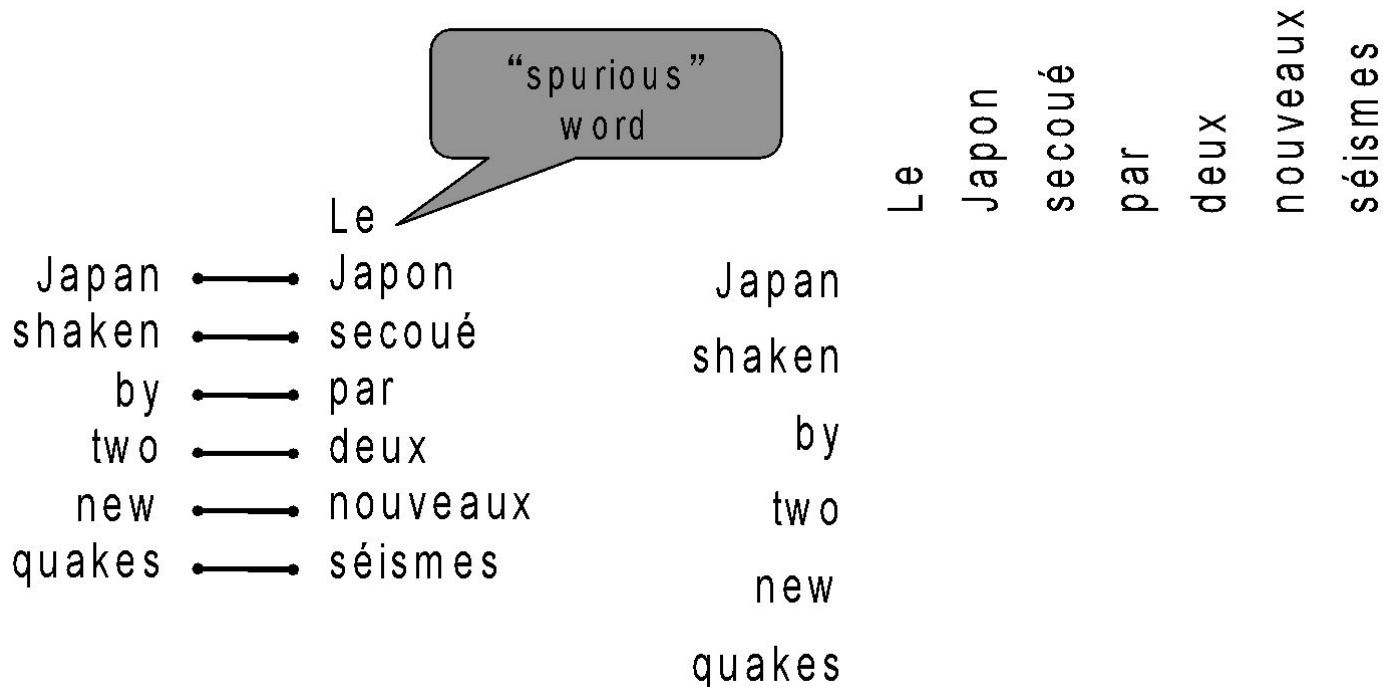 “spurious”
word
Le
Japan Japon
shaken secoué
by par
two deux
new nouveaux
quakes séismes
Le Japon secoué par deux nouveaux séismes
Japan
shaken
by
two
new
quakes